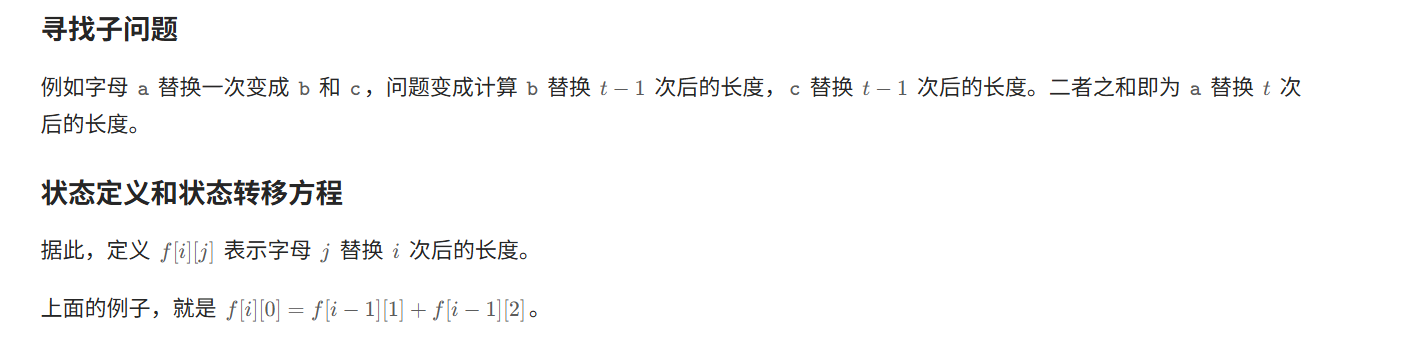 寻找子问题
例如字母 a 替换一次变成 b 和 c，问题变成计算 b 替换 t − 1 次后的长度，c 替换 t − 1 次后的长度。二者之和即为 a 替换 t 次
后的长度。
状态定义和状态转移方程
据此，定义 f[i][j] 表示字母 j 替换 i 次后的长度。
上面的例子，就是 f[i][0] = f[i − 1][1] + f[i − 1][2]。